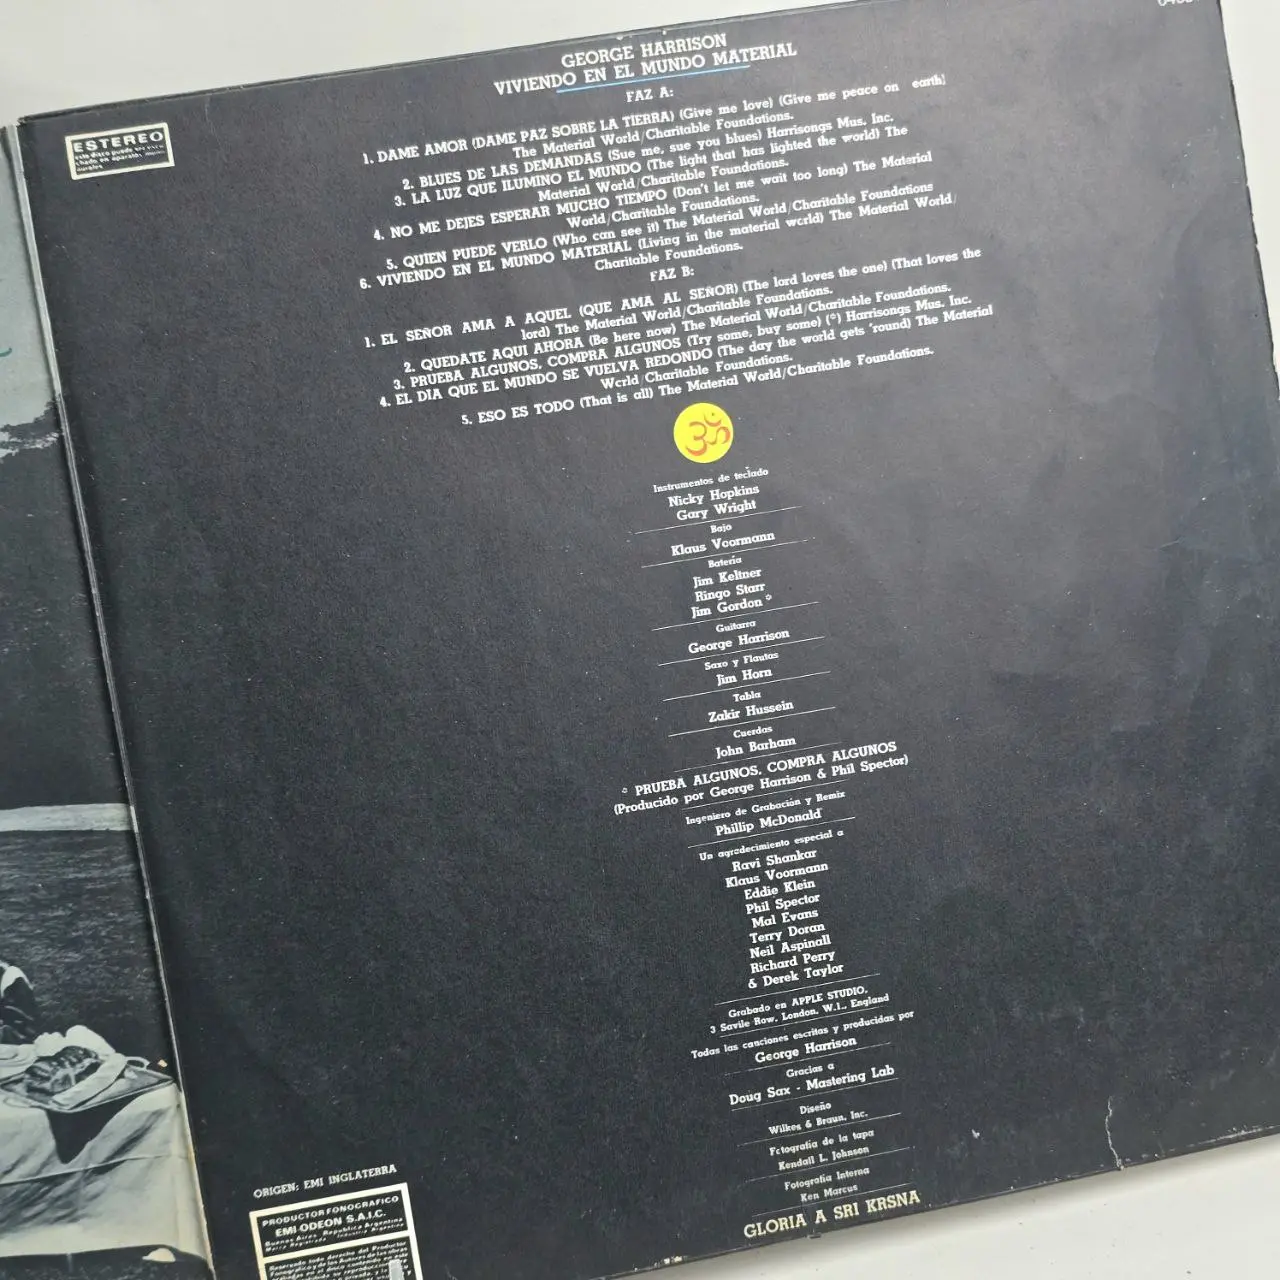 GEORGE HARRISON
VIVIENDO EN EL MUNDO MATERIAL
FAZ A:
ESTEREO
1. DAME AMOR (DAME PAZ SOBRE LA TIERRA) (Give me love) (Give me peace on earth)
The Material World/Charitable Foundations.
2. BLUES DE LAS DEMANDAS (Sue me, sue you blues) Harrisongs Mus. Inc.
3. LA LUZ QUE ILUMINO EL MUNDO (The light that has lighted the world) The
Material World/Charitable Foundations.
4. NO ME DEJES ESPERAR MUCHO TIEMPO (Don't let me wait too long) The Material
World/Charitable Foundations.
5. QUIEN PUEDE VERLO (Who can see it) The Material World/Charitable Foundations
6. VIVIENDO EN EL MUNDO MATERIAL (Living in the material world) The Material World/
Charitable Foundations.
FAZ B:
1. EL SEÑOR AMA A AQUEL (QUE AMA AL SEÑOR) (The lord loves the one) (That loves the
lord) The Material World/Charitable Foundations.
2. QUEDATE AQUI AHORA (Be here now) The Material World/Charitable Foundations.
3. PRUEBA ALGUNOS, COMPRA ALGUNOS (Try some, buy some) (*) Harrisongs Mus. Inc.
4. EL DIA QUE EL MUNDO SE VUELVA REDONDO (The day the world gets 'round) The Material
World/Charitable Foundations.
5. ESO ES TODO (That is all) The Material World/Charitable Foundations.
ॐ
Instrumentos de teclado
Nicky Hopkins
Gary Wright
Bajo
Klaus Voormann
Batería
Jim Keltner
Ringo Starr
Jim Gordon *
Guitarra
George Harrison
Saxo y Flautas
Jim Horn
Tabla
Zakir Hussein
Cuerdas
John Barham
* PRUEBA ALGUNOS, COMPRA ALGUNOS
(Producido por George Harrison & Phil Spector)
Ingeniero de Grabación y Remix
Phillip McDonald
Un agradecimiento especial a
Ravi Shankar
Klaus Voormann
Eddie Klein
Phil Spector
Mal Evans
Terry Doran
Neil Aspinall
Richard Perry
& Derek Taylor
Grabado en APPLE STUDIO,
3 Savile Row, London, W.1., England
Todas las canciones escritas y producidas por
George Harrison
Gracias a
Doug Sax - Mastering Lab
Diseño
Wilkes & Braun, Inc.
Fotografía de la tapa
Kendall L. Johnson
Fotografía Interna
Ken Marcus
GLORIA A SRI KRSNA
ORIGEN: EMI INGLATERRA
PRODUCTOR FONOGRAFICO
EMI-ODEON S.A.I.C.
Buenos Aires República Argentina
Marca Registrada Industria Argentina
Reservado todo derecho del Productor